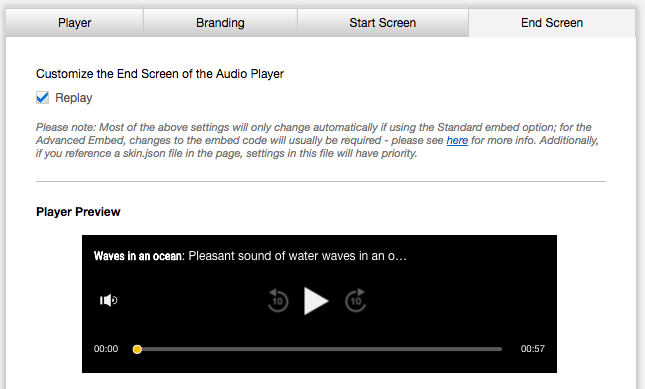 Player Branding Start Screen End Screen
Customize the End Screen of the Audio Player
Replay
Please note: Most of the above settings will only change automatically if using the Standard embed option; for the
Advanced Embed, changes to the embed code will usually be required - please see here for more info. Additionally,
if you reference a skin.json file in the page, settings in this file will have priority.
Player Preview
Waves in an ocean: Pleasant sound of water waves in an o…
10 10
00:00 00:57